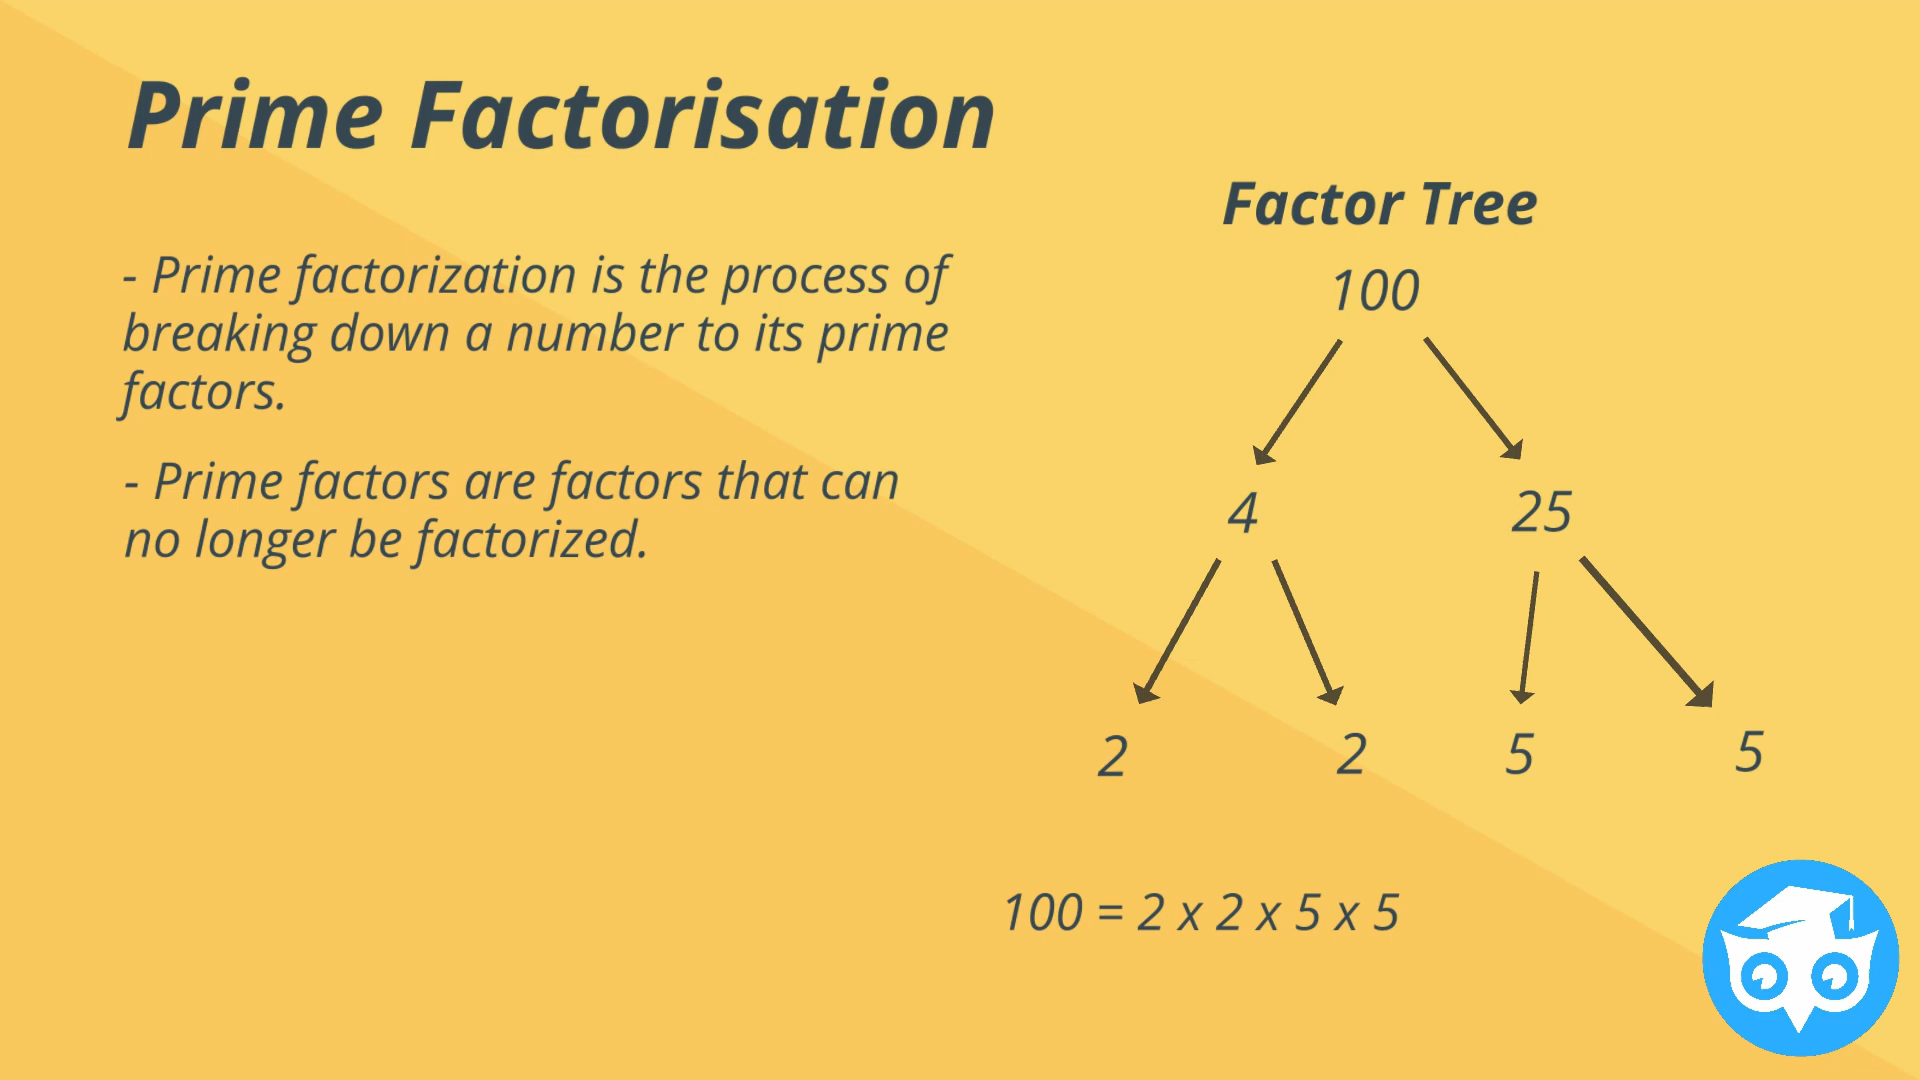 Prime Factorisation
- Prime factorization is the process of
breaking down a number to its prime
factors.
- Prime factors are factors that can
no longer be factorized.
Factor Tree
100
4 25
2 2 5 5
100 = 2 x 2 x 5 x 5